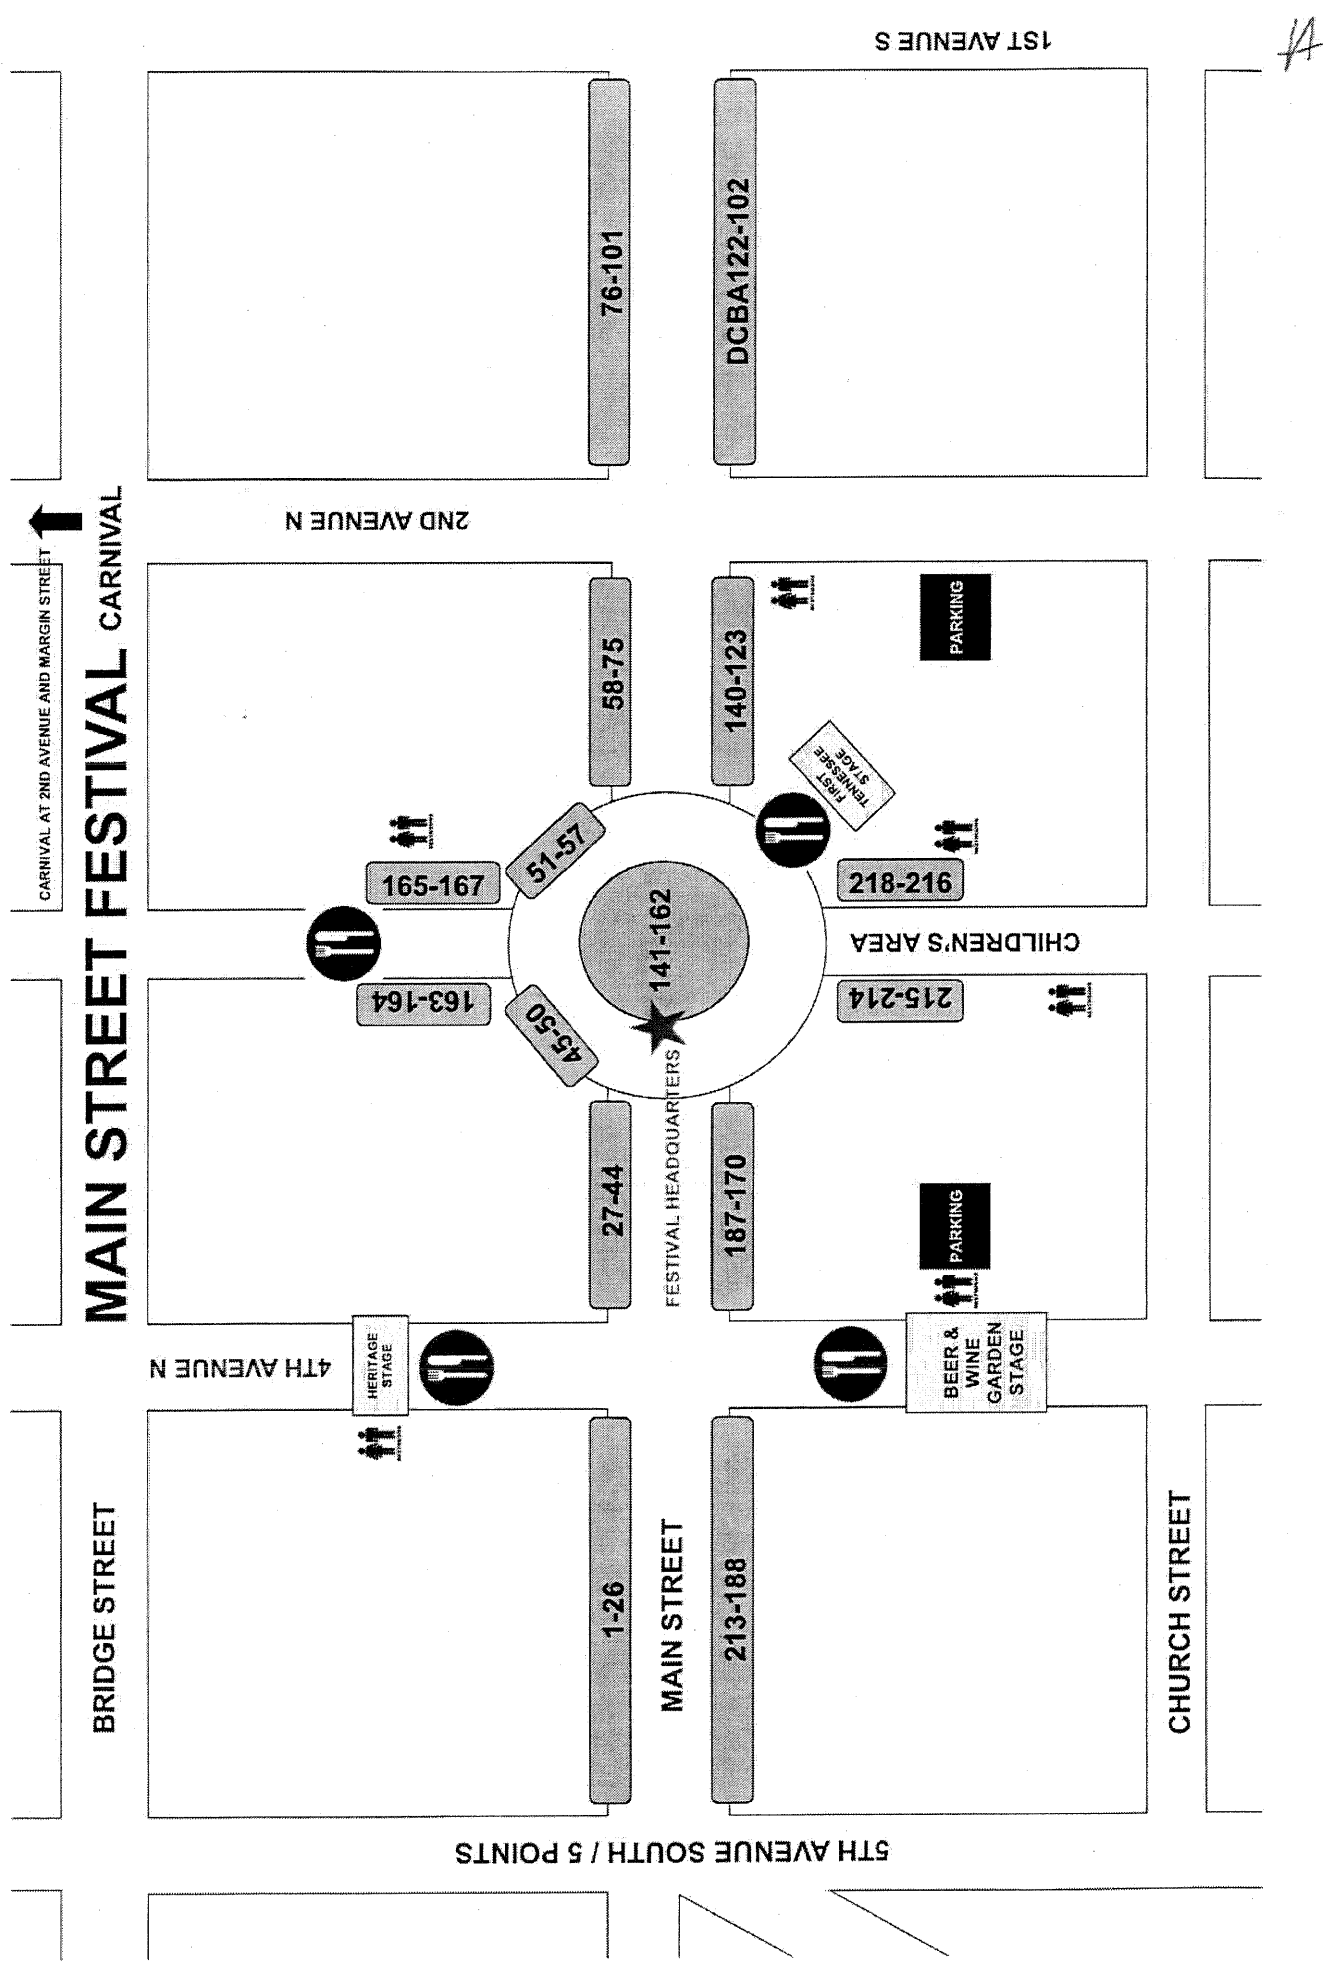 CARNIVAL AT 2ND AVENUE AND MARGIN STREET
MAIN STREET FESTIVAL
CARNIVAL
BRIDGE STREET
4TH AVENUE N
2ND AVENUE N
HERITAGE
STAGE
163-164
165-167
45-50
51-57
1-26
27-44
58-75
76-101
MAIN STREET
FESTIVAL HEADQUARTERS
141-162
213-188
187-170
140-123
DCBA122-102
FIRST
TENNESSEE
STAGE
215-214
218-216
CHILDREN'S AREA
BEER &
WINE
GARDEN
STAGE
PARKING
PARKING
CHURCH STREET
5TH AVENUE SOUTH / 5 POINTS
1ST AVENUE S